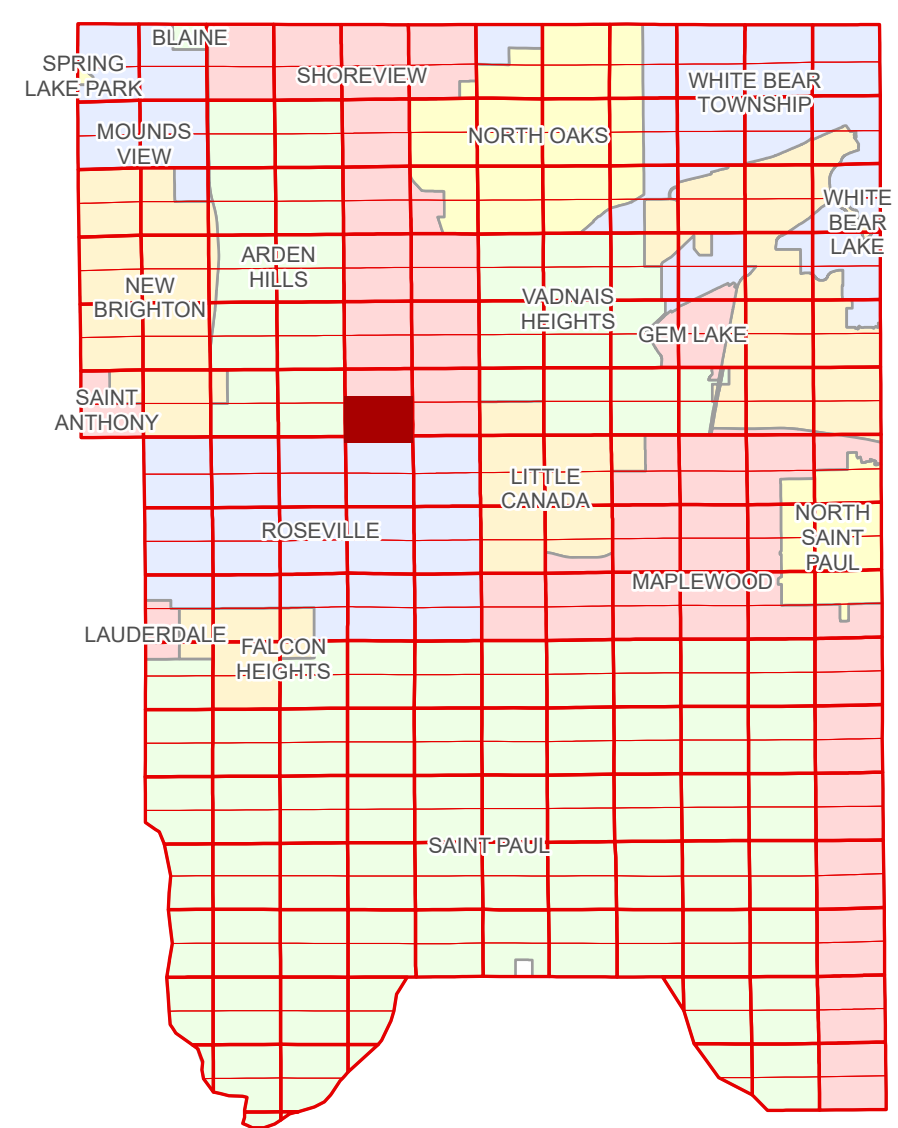 BLAINE
SPRING
LAKE PARK
SHOREVIEW
WHITE BEAR
TOWNSHIP
MOUNDS
VIEW
NORTH OAKS
WHITE
BEAR
LAKE
ARDEN
HILLS
NEW
BRIGHTON
VADNAIS
HEIGHTS
GEM LAKE
SAINT
ANTHONY
LITTLE
CANADA
NORTH
SAINT
PAUL
ROSEVILLE
MAPLEWOOD
LAUDERDALE
FALCON
HEIGHTS
SAINT PAUL